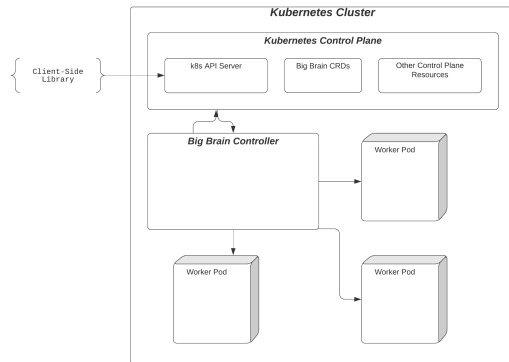 Kubernetes Cluster
Kubernetes Control Plane
Client-Side
Library
k8s API Server
Big Brain CRDs
Other Control Plane
Resources
Big Brain Controller
Worker Pod
Worker Pod
Worker Pod